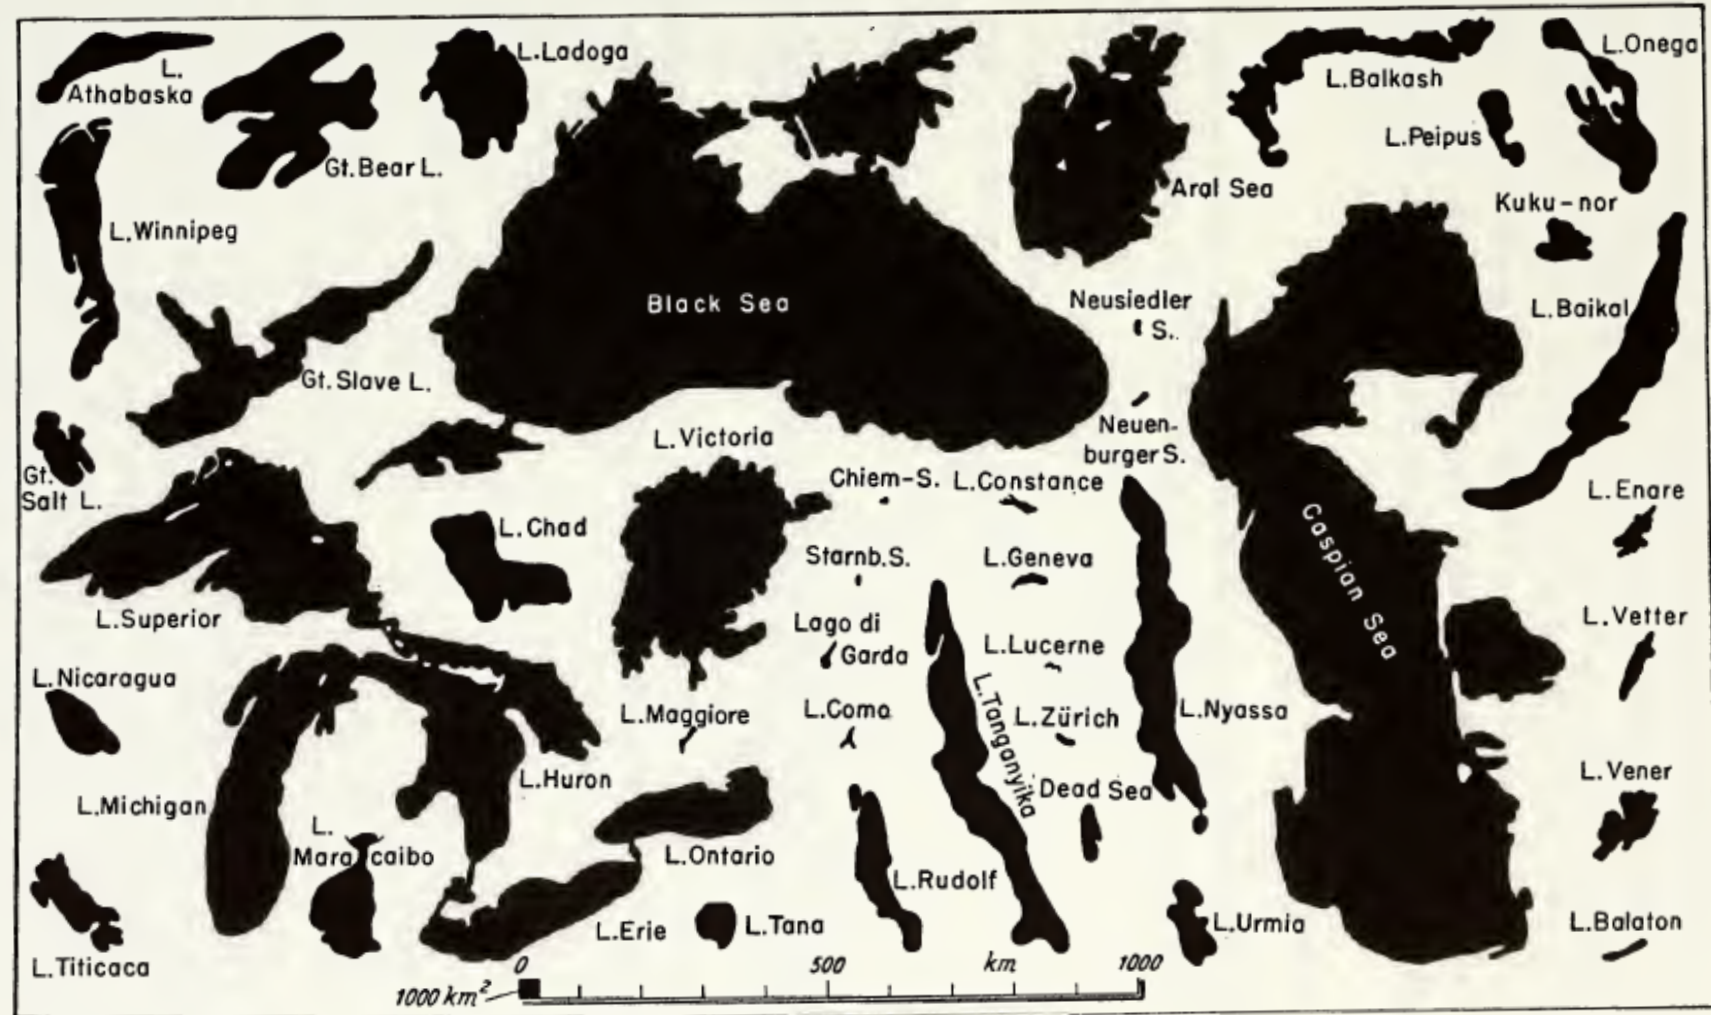 L.
Athabaska
Gt. Bear L.
L. Ladoga
L. Balkash
L. Onega
L. Peipus
Aral Sea
Kuku-nor
L. Winnipeg
Black Sea
Neusiedler
S.
L. Baikal
Gt. Slave L.
Neuen-
burger S.
L. Victoria
Gt.
Salt L.
Chiem-S.
L. Constance
L. Enare
L. Chad
Caspian Sea
Starnb. S.
L. Geneva
L. Superior
L. Vetter
Lago di
Garda
L. Lucerne
L. Nicaragua
L. Maggiore
L. Como
L. Tanganyika
L. Zürich
L. Nyassa
L. Huron
L. Michigan
Dead Sea
L. Vener
L.
Maracaibo
L. Ontario
L. Rudolf
L. Erie
L. Tana
L. Urmia
L. Balaton
L. Titicaca
0 500 km 1000
1000 km²